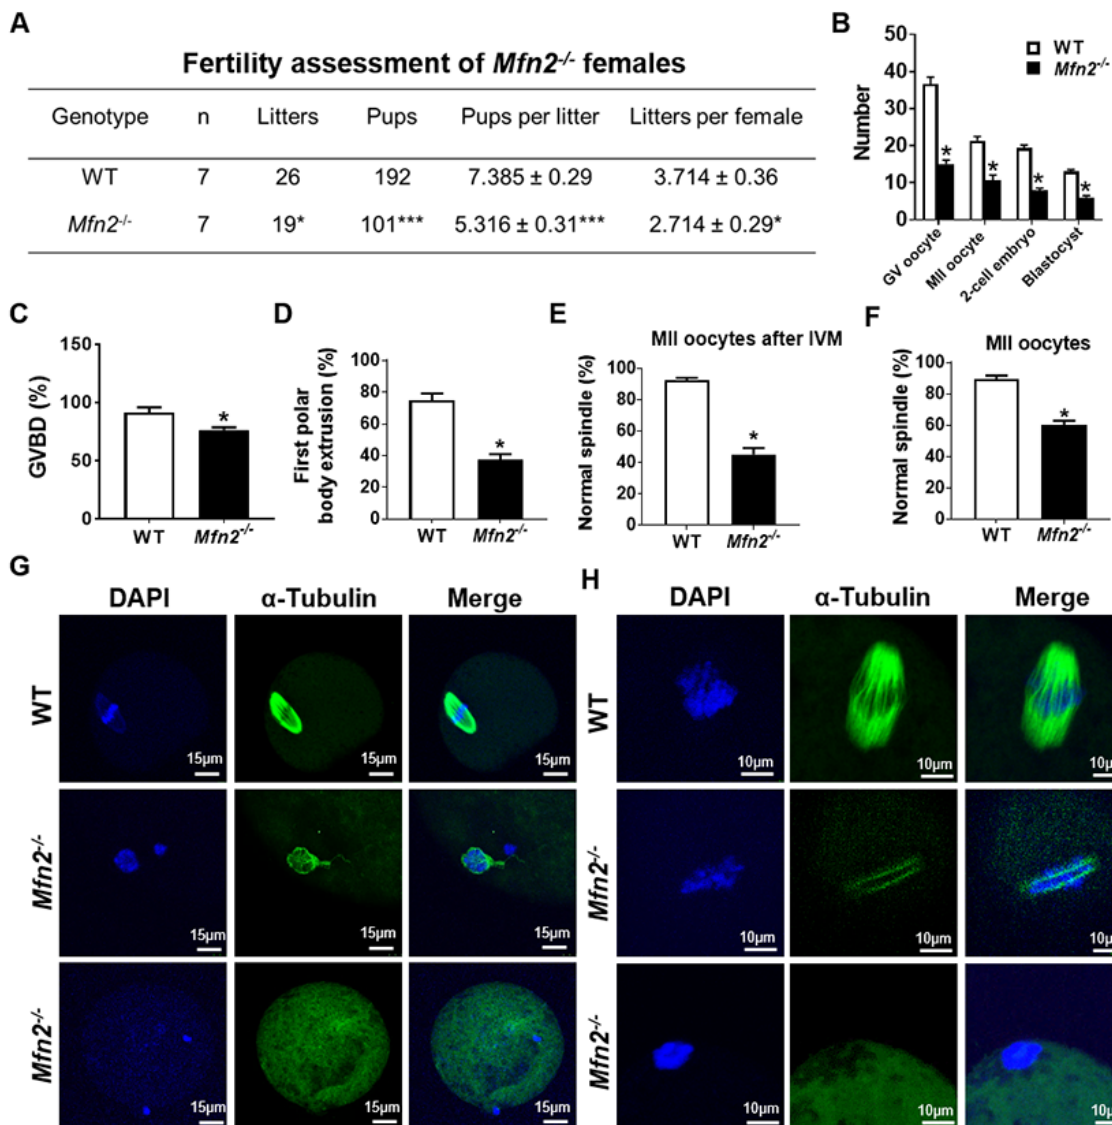 A
Fertility assessment of Mfn2-/- females
Genotype n Litters Pups Pups per litter Litters per female
WT 7 26 192 7.385 ± 0.29 3.714 ± 0.36
Mfn2-/- 7 19* 101*** 5.316 ± 0.31*** 2.714 ± 0.29*
B
WT
Mfn2-/-
Number
50
40
30
20
10
0
* * * *
GV oocyte
MII oocyte
2-cell embryo
Blastocyst
C
GVBD (%)
150
100
50
0
*
WT Mfn2-/-
D
First polar
body extrusion (%)
100
80
60
40
20
0
*
WT Mfn2-/-
E
MII oocytes after IVM
Normal spindle (%)
100
80
60
40
20
0
*
WT Mfn2-/-
F
MII oocytes
Normal spindle (%)
100
80
60
40
20
0
*
WT Mfn2-/-
G
DAPI α-Tubulin Merge
WT
15µm 15µm 15µm
Mfn2-/-
15µm 15µm 15µm
Mfn2-/-
15µm 15µm 15µm
H
DAPI α-Tubulin Merge
WT
10µm 10µm 10µ
Mfn2-/-
10µm 10µm 10µ
Mfn2-/-
10µm 10µm 10µ